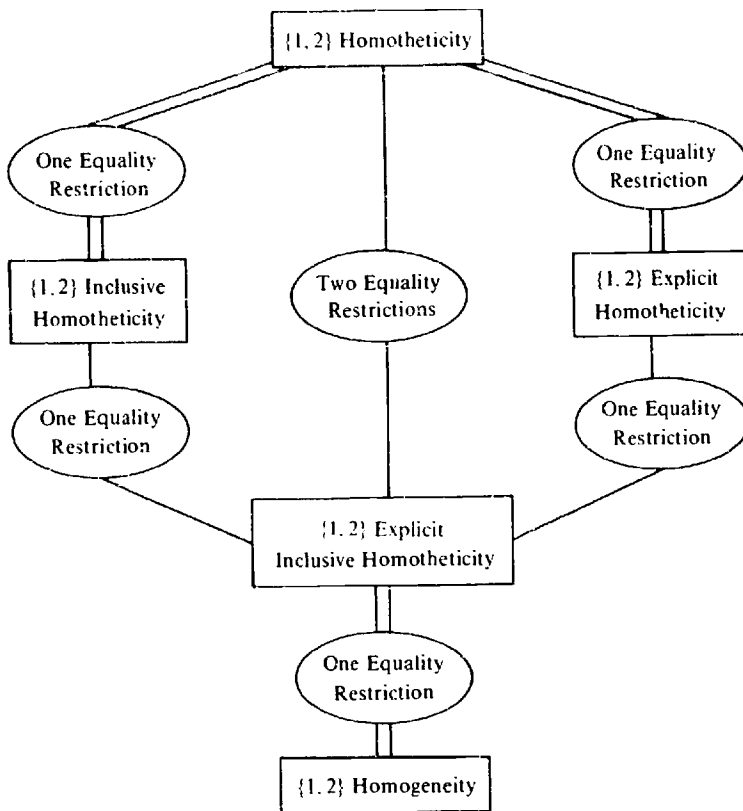 {1, 2} Homotheticity
One Equality
Restriction
One Equality
Restriction
{1, 2} Inclusive
Homotheticity
Two Equality
Restrictions
{1, 2} Explicit
Homotheticity
One Equality
Restriction
One Equality
Restriction
{1, 2} Explicit
Inclusive Homotheticity
One Equality
Restriction
{1, 2} Homogeneity